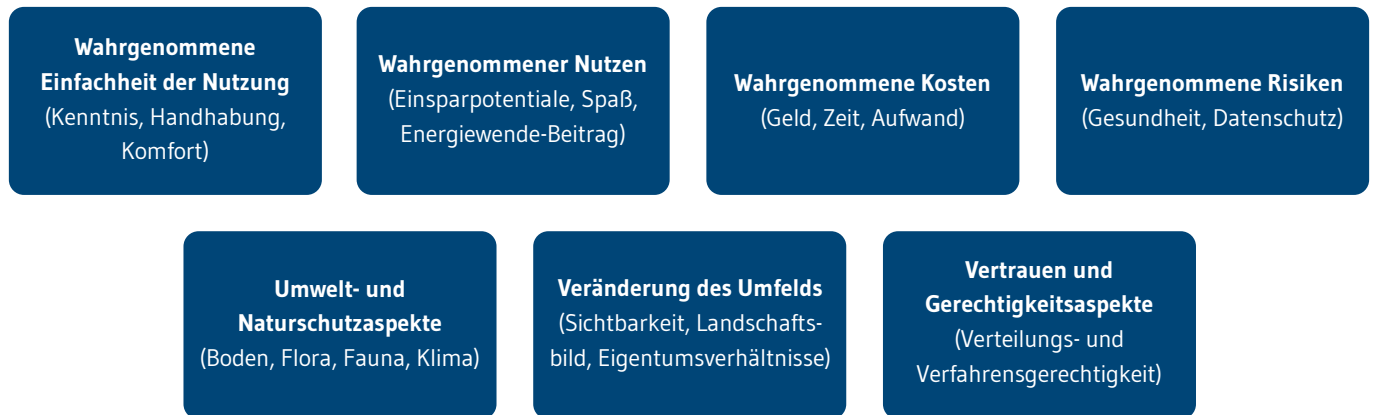 Wahrgenommene
Einfachheit der Nutzung
(Kenntnis, Handhabung,
Komfort)
Wahrgenommener Nutzen
(Einsparpotentiale, Spaß,
Energiewende-Beitrag)
Wahrgenommene Kosten
(Geld, Zeit, Aufwand)
Wahrgenommene Risiken
(Gesundheit, Datenschutz)
Umwelt- und
Naturschutzaspekte
(Boden, Flora, Fauna, Klima)
Veränderung des Umfelds
(Sichtbarkeit, Landschafts-
bild, Eigentumsverhältnisse)
Vertrauen und
Gerechtigkeitsaspekte
(Verteilungs- und
Verfahrensgerechtigkeit)